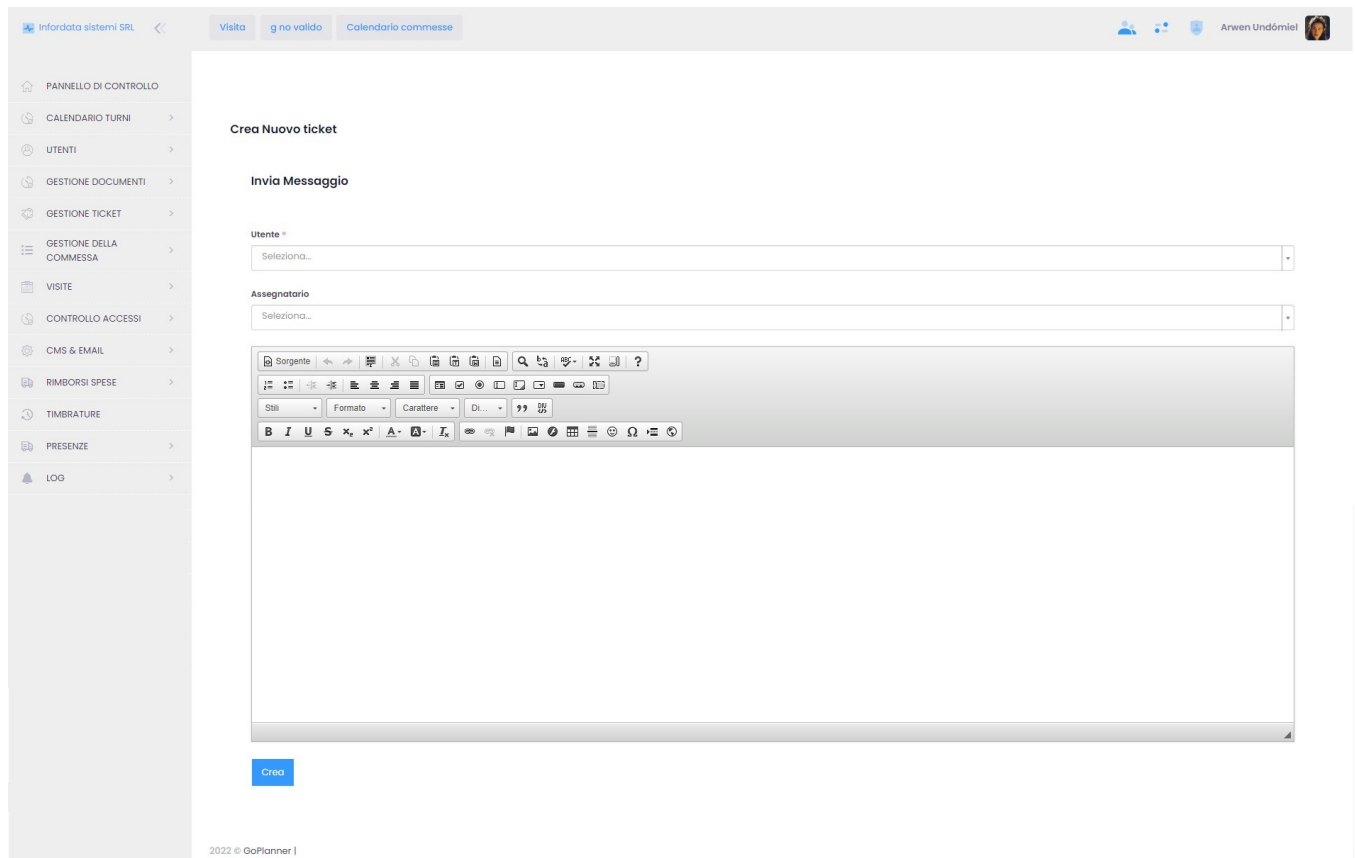 Infordata sistemi SRL
Visita g no valido Calendario commesse
Arwen Undómiel
PANNELLO DI CONTROLLO
CALENDARIO TURNI
UTENTI
GESTIONE DOCUMENTI
GESTIONE TICKET
GESTIONE DELLA
COMMESSA
VISITE
CONTROLLO ACCESSI
CMS & EMAIL
RIMBORSI SPESE
TIMBRATURE
PRESENZE
LOG
Crea Nuovo ticket
Invia Messaggio
Utente *
Seleziona...
Assegnatario
Seleziona...
Sorgente
Stili Formato Carattere Di...
Crea
2022 © GoPlanner |